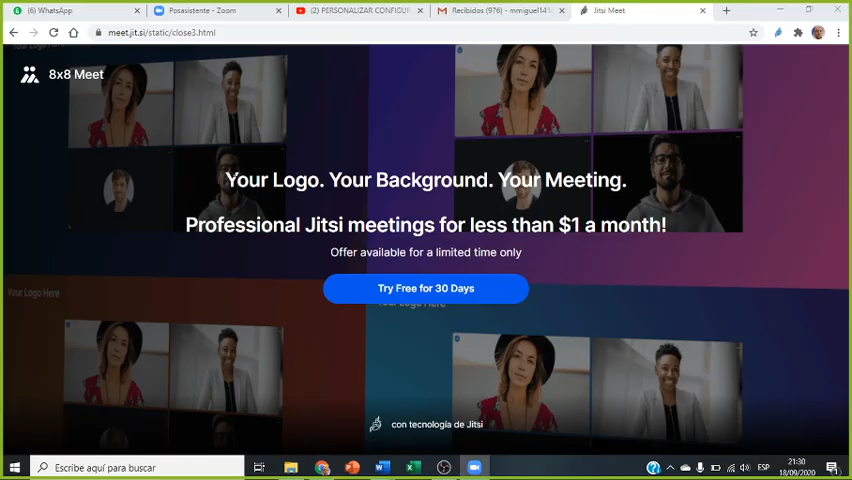 (6) WhatsApp
Posasistente - Zoom
(2) PERSONALIZAR CONFIGUR
Recibidos (976) - mmiguel141
Jitsi Meet
meet.jit.si/static/close3.html
8x8 Meet
Your Logo. Your Background. Your Meeting.
Professional Jitsi meetings for less than $1 a month!
Offer available for a limited time only
Try Free for 30 Days
Your Logo Here
Your Logo Here
con tecnología de Jitsi
Escribe aquí para buscar
ESP
21:30
18/09/2020